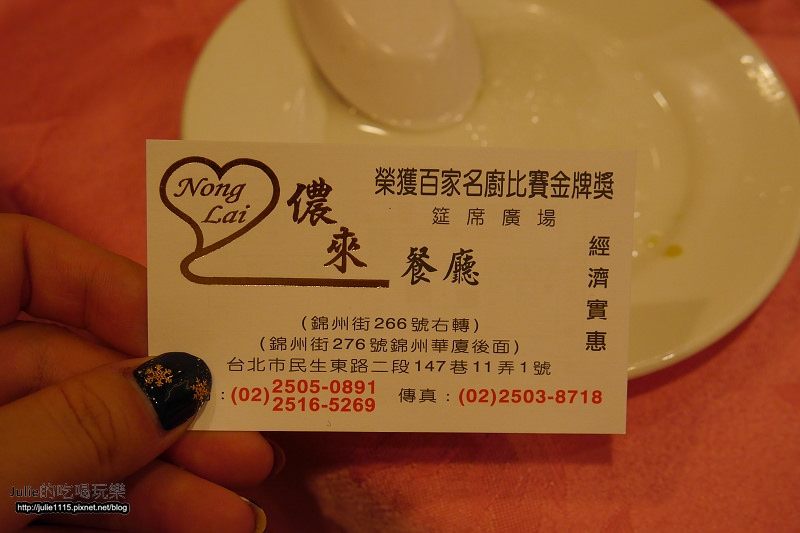 Nong
Lai
儂來
餐廳
榮獲百家名廚比賽金牌獎
筵席廣場
經濟實惠
(錦州街266號右轉)
(錦州街276號錦州華廈後面)
台北市民生東路二段147巷11弄1號
:(02)2505-0891
2516-5269
傳真:(02)2503-8718
Julie的吃喝玩樂
http://julie1115.pixnet.net/blog